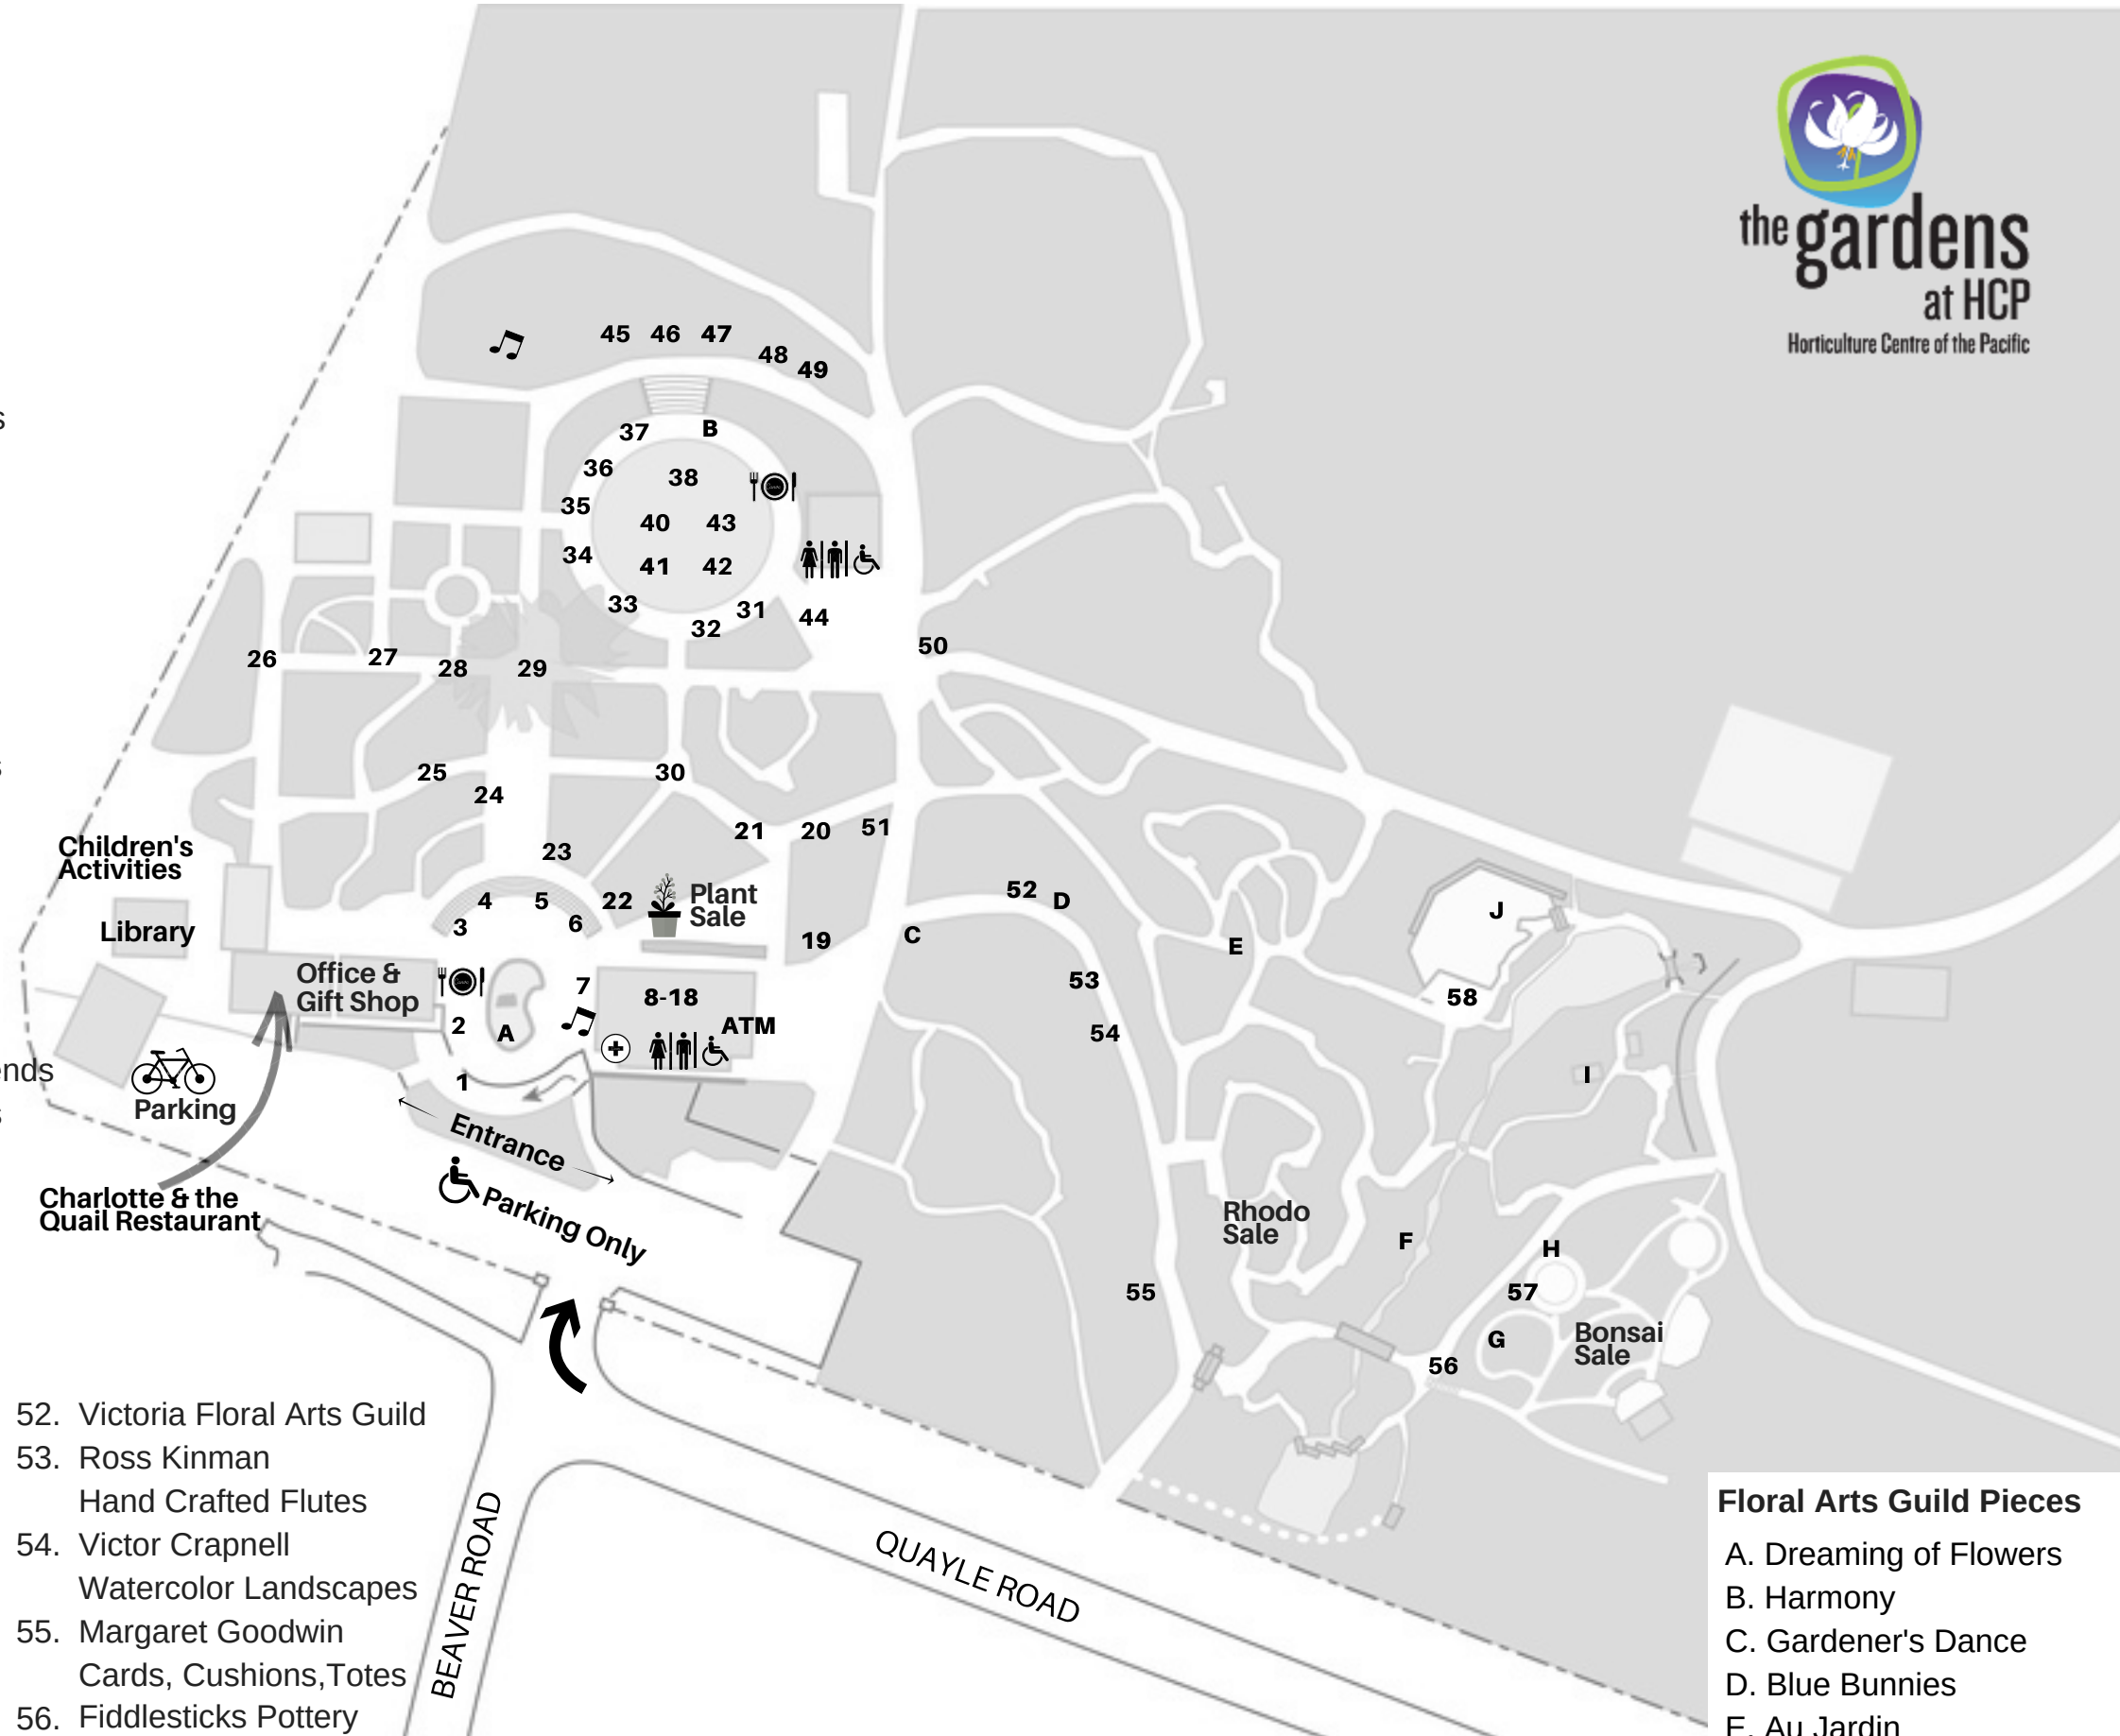 the gardens
at HCP
Horticulture Centre of the Pacific
45 46 47
48
49
37 B
36
38
35
40 43
34
41 42
33
31
44
32
50
26 27 28 29
25
30
24
21 20 51
23
Children's
Activities
4 5 22
Plant
Sale
3 6
52 D
Library
19
C
E
J
Office &
Gift Shop
7
8-18
53
58
2
A
ATM
54
1
I
Parking
Entrance
Charlotte & the
Quail Restaurant
Parking Only
Rhodo
Sale
F
H
55
57
G
Bonsai
Sale
56
s
s
ends
s
52. Victoria Floral Arts Guild
53. Ross Kinman
Hand Crafted Flutes
54. Victor Crapnell
Watercolor Landscapes
55. Margaret Goodwin
Cards, Cushions,Totes
56. Fiddlesticks Pottery
BEAVER ROAD
QUAYLE ROAD
Floral Arts Guild Pieces
A. Dreaming of Flowers
B. Harmony
C. Gardener's Dance
D. Blue Bunnies
E. Au Jardin